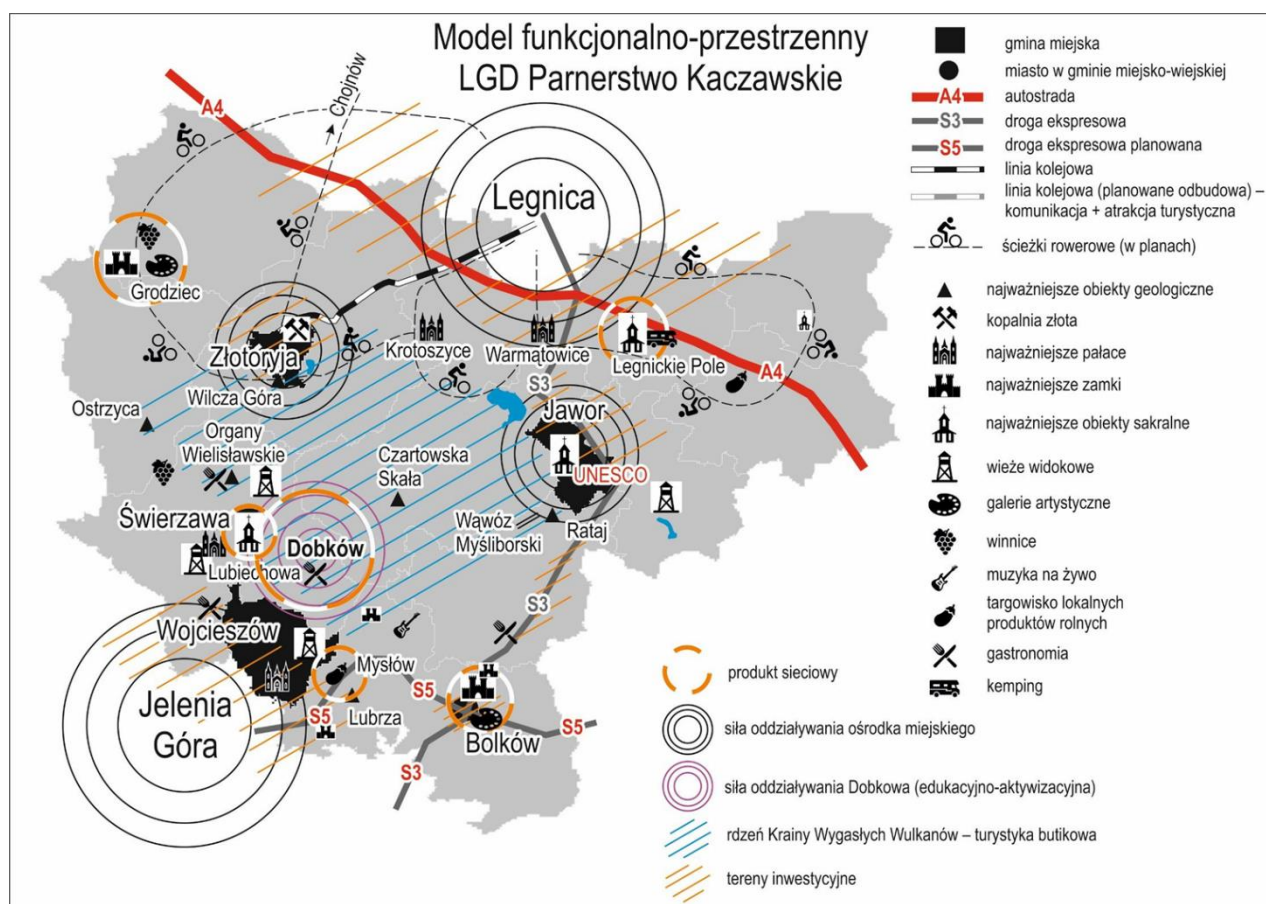 Model funkcjonalno-przestrzenny
LGD Parnerstwo Kaczawskie
Chojnów
A4
Legnica
Grodziec
Złotoryja
Krotoszyce
Warmątowice
Legnickie Pole
A4
Wilcza Góra
S3
Ostrzyca
Jawor
Organy
Wielisławskie
Czartowska
Skała
UNESCO
Świerzawa
Wąwóz
Myśliborski
Rataj
Dobków
Lubiechowa
S3
Wojcieszów
Mysłów
S5
Jelenia
Góra
Lubrza
S5
Bolków
S5
S3
gmina miejska
miasto w gminie miejsko-wiejskiej
A4
autostrada
S3
droga ekspresowa
S5
droga ekspresowa planowana
linia kolejowa
linia kolejowa (planowane odbudowa) –
komunikacja + atrakcja turystyczna
ścieżki rowerowe (w planach)
najważniejsze obiekty geologiczne
kopalnia złota
najważniejsze pałace
najważniejsze zamki
najważniejsze obiekty sakralne
wieże widokowe
galerie artystyczne
winnice
muzyka na żywo
targowisko lokalnych
produktów rolnych
gastronomia
kemping
produkt sieciowy
siła oddziaływania ośrodka miejskiego
siła oddziaływania Dobkowa (edukacyjno-aktywizacyjna)
rdzeń Krainy Wygasłych Wulkanów – turystyka butikowa
tereny inwestycyjne